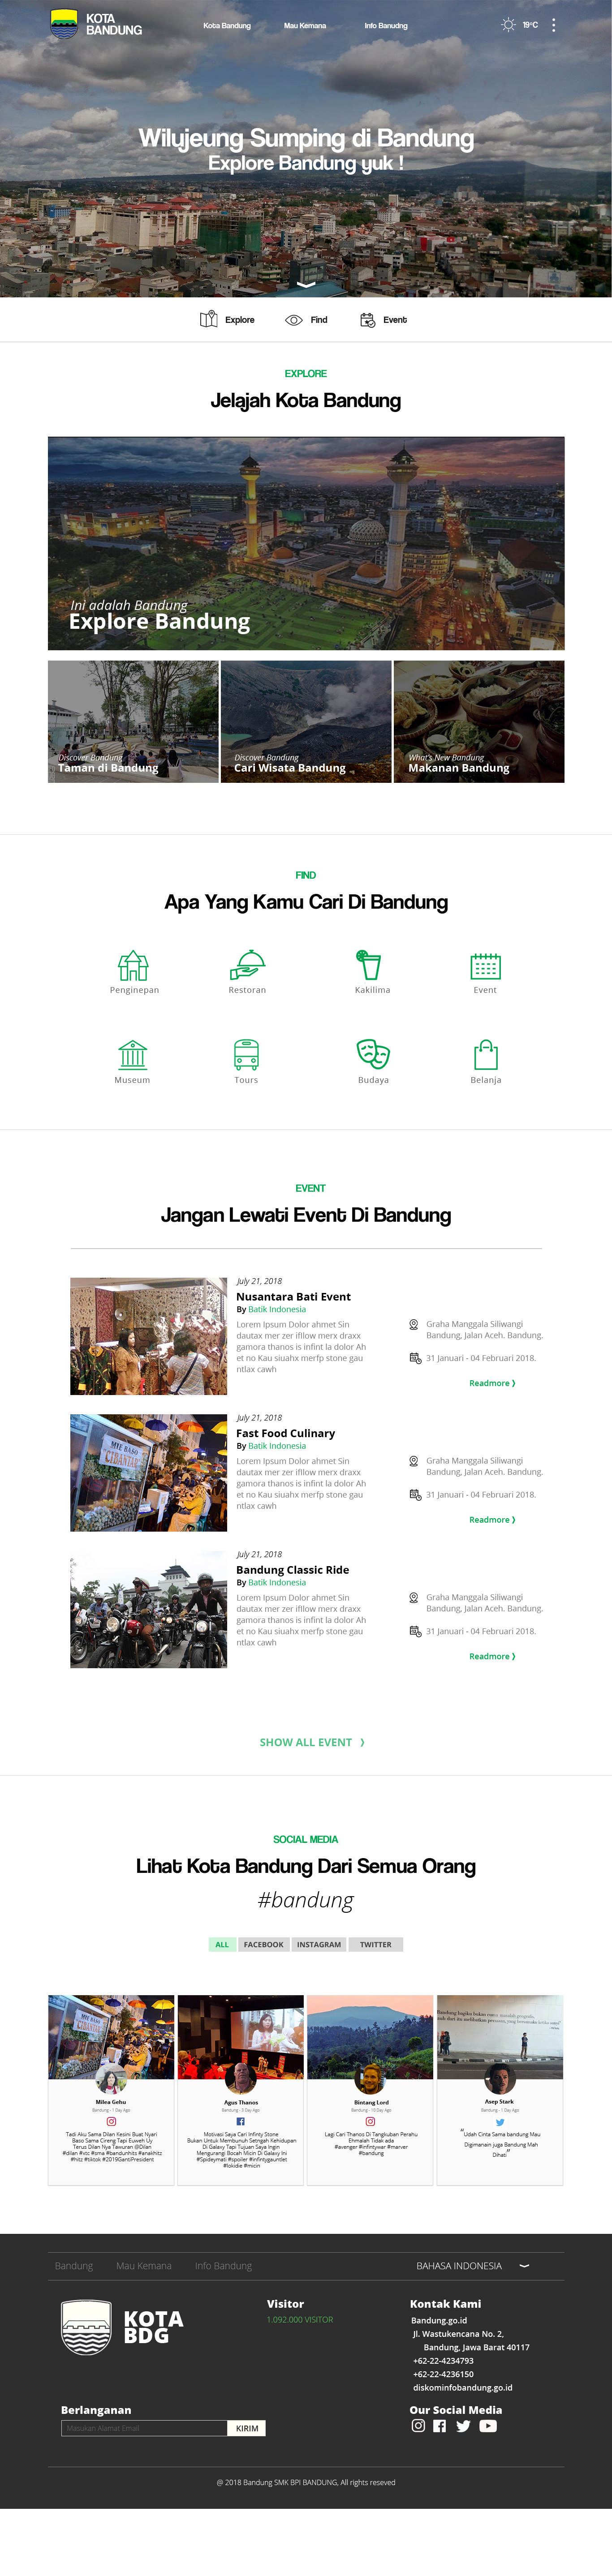 KOTA
BANDUNG
Kota Bandung
Mau Kemana
Info Banudng
19°C
Wilujeung Sumping di Bandung
Explore Bandung yuk !
Explore
Find
Event
EXPLORE
Jelajah Kota Bandung
Ini adalah Bandung
Explore Bandung
Discover Bandung
Taman di Bandung
Discover Bandung
Cari Wisata Bandung
What's New Bandung
Makanan Bandung
FIND
Apa Yang Kamu Cari Di Bandung
Penginepan
Restoran
Kakilima
Event
Museum
Tours
Budaya
Belanja
EVENT
Jangan Lewati Event Di Bandung
July 21, 2018
Nusantara Bati Event
By Batik Indonesia
Lorem Ipsum Dolor ahmet Sin
dautax mer zer ifllow merx draxx
gamora thanos is infint la dolor Ah
et no Kau siuahx merfp stone gau
ntlax cawh
Graha Manggala Siliwangi
Bandung, Jalan Aceh. Bandung.
31 Januari - 04 Februari 2018.
Readmore ⟩
MIE BASO
CIBANTAR
July 21, 2018
Fast Food Culinary
By Batik Indonesia
Lorem Ipsum Dolor ahmet Sin
dautax mer zer ifllow merx draxx
gamora thanos is infint la dolor Ah
et no Kau siuahx merfp stone gau
ntlax cawh
Graha Manggala Siliwangi
Bandung, Jalan Aceh. Bandung.
31 Januari - 04 Februari 2018.
Readmore ⟩
July 21, 2018
Bandung Classic Ride
By Batik Indonesia
Lorem Ipsum Dolor ahmet Sin
dautax mer zer ifllow merx draxx
gamora thanos is infint la dolor Ah
et no Kau siuahx merfp stone gau
ntlax cawh
Graha Manggala Siliwangi
Bandung, Jalan Aceh. Bandung.
31 Januari - 04 Februari 2018.
Readmore ⟩
SHOW ALL EVENT ⟩
SOCIAL MEDIA
Lihat Kota Bandung Dari Semua Orang
#bandung
ALL
FACEBOOK
INSTAGRAM
TWITTER
MIE BASO
CIBANTAR
Milea Gehu
Bandung - 1 Day Ago
Tadi Aku Sama Dilan Kesini Buat Nyari
Baso Sama Cireng Tapi Euweh Uy
Terus Dilan Nya Tawuran @Dilan
#dilan #xtc #sma #bandunhits #anakhitz
#hitz #tiktok #2019GantiPresident
Agus Thanos
Bandung - 3 Day Ago
Motivasi Saya Cari Infinty Stone
Bukan Untuk Membunuh Setngah Kehidupan
Di Galaxy Tapi Tujuan Saya Ingin
Mengurangi Bocah Micin Di Galaxy Ini
#Spideymati #spoiler #infintygauntlet
#lokidie #micin
Bintang Lord
Bandung - 10 Day Ago
Lagi Cari Thanos Di Tangkuban Perahu
Ehmalah Tidak ada
#avenger #infintywar #marver
#bandung
Asep Stark
Bandung - 1 Day Ago
"Udah Cinta Sama bandung Mau
Digimanain juga Bandung Mah
Dihati"
Bandung
Mau Kemana
Info Bandung
BAHASA INDONESIA
KOTA
BDG
Visitor
1.092.000 VISITOR
Kontak Kami
Bandung.go.id
Jl. Wastukencana No. 2,
Bandung, Jawa Barat 40117
+62-22-4234793
+62-22-4236150
diskominfobandung.go.id
Berlanganan
Masukan Alamat Email
KIRIM
Our Social Media
@ 2018 Bandung SMK BPI BANDUNG, All rights reseved